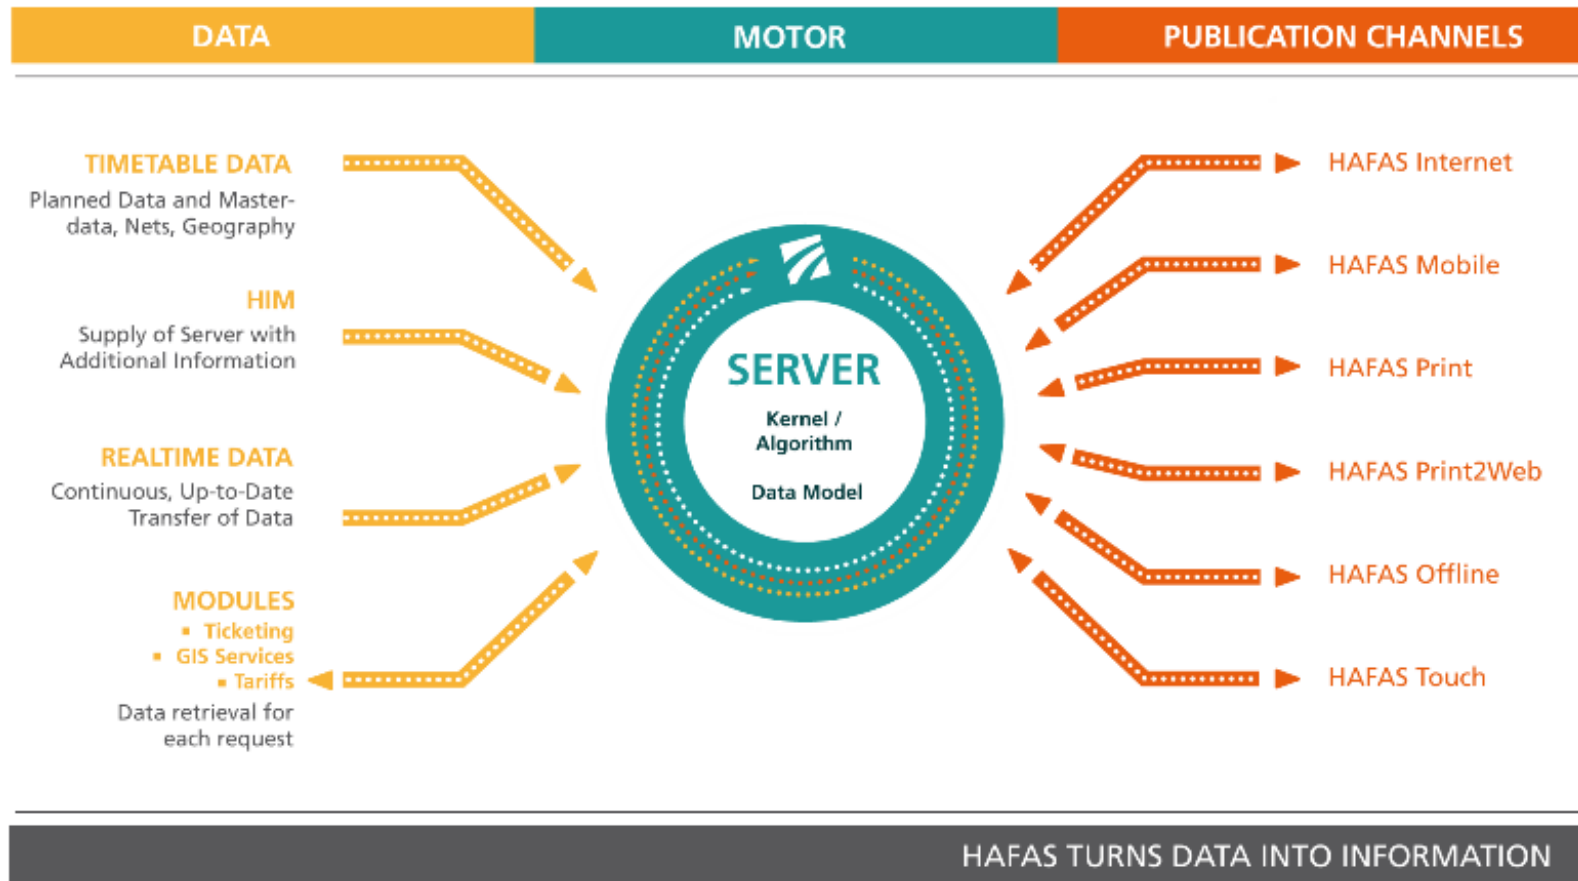 DATA
MOTOR
PUBLICATION CHANNELS
TIMETABLE DATA
Planned Data and Master-
data, Nets, Geography
HIM
Supply of Server with
Additional Information
REALTIME DATA
Continuous, Up-to-Date
Transfer of Data
MODULES
▪ Ticketing
▪ GIS Services
▪ Tariffs
Data retrieval for
each request
SERVER
Kernel /
Algorithm
Data Model
HAFAS Internet
HAFAS Mobile
HAFAS Print
HAFAS Print2Web
HAFAS Offline
HAFAS Touch
HAFAS TURNS DATA INTO INFORMATION